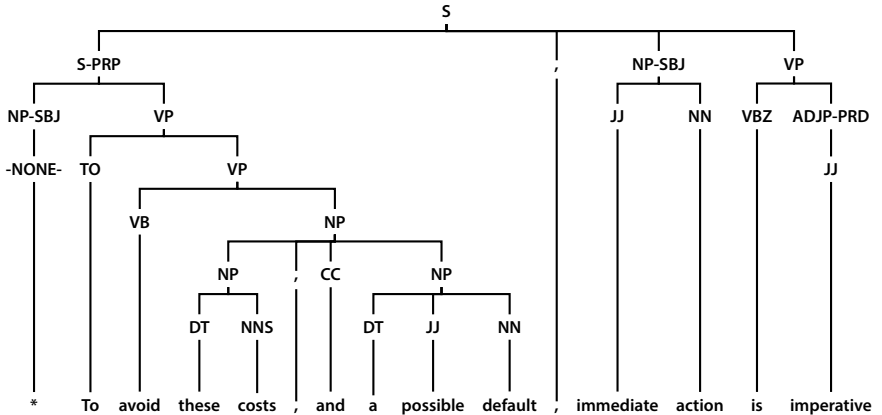 S
S-PRP , NP-SBJ VP
NP-SBJ VP JJ NN VBZ ADJP-PRD
-NONE- TO VP JJ
VB NP
NP , CC NP
DT NNS DT JJ NN
* To avoid these costs , and a possible default , immediate action is imperative